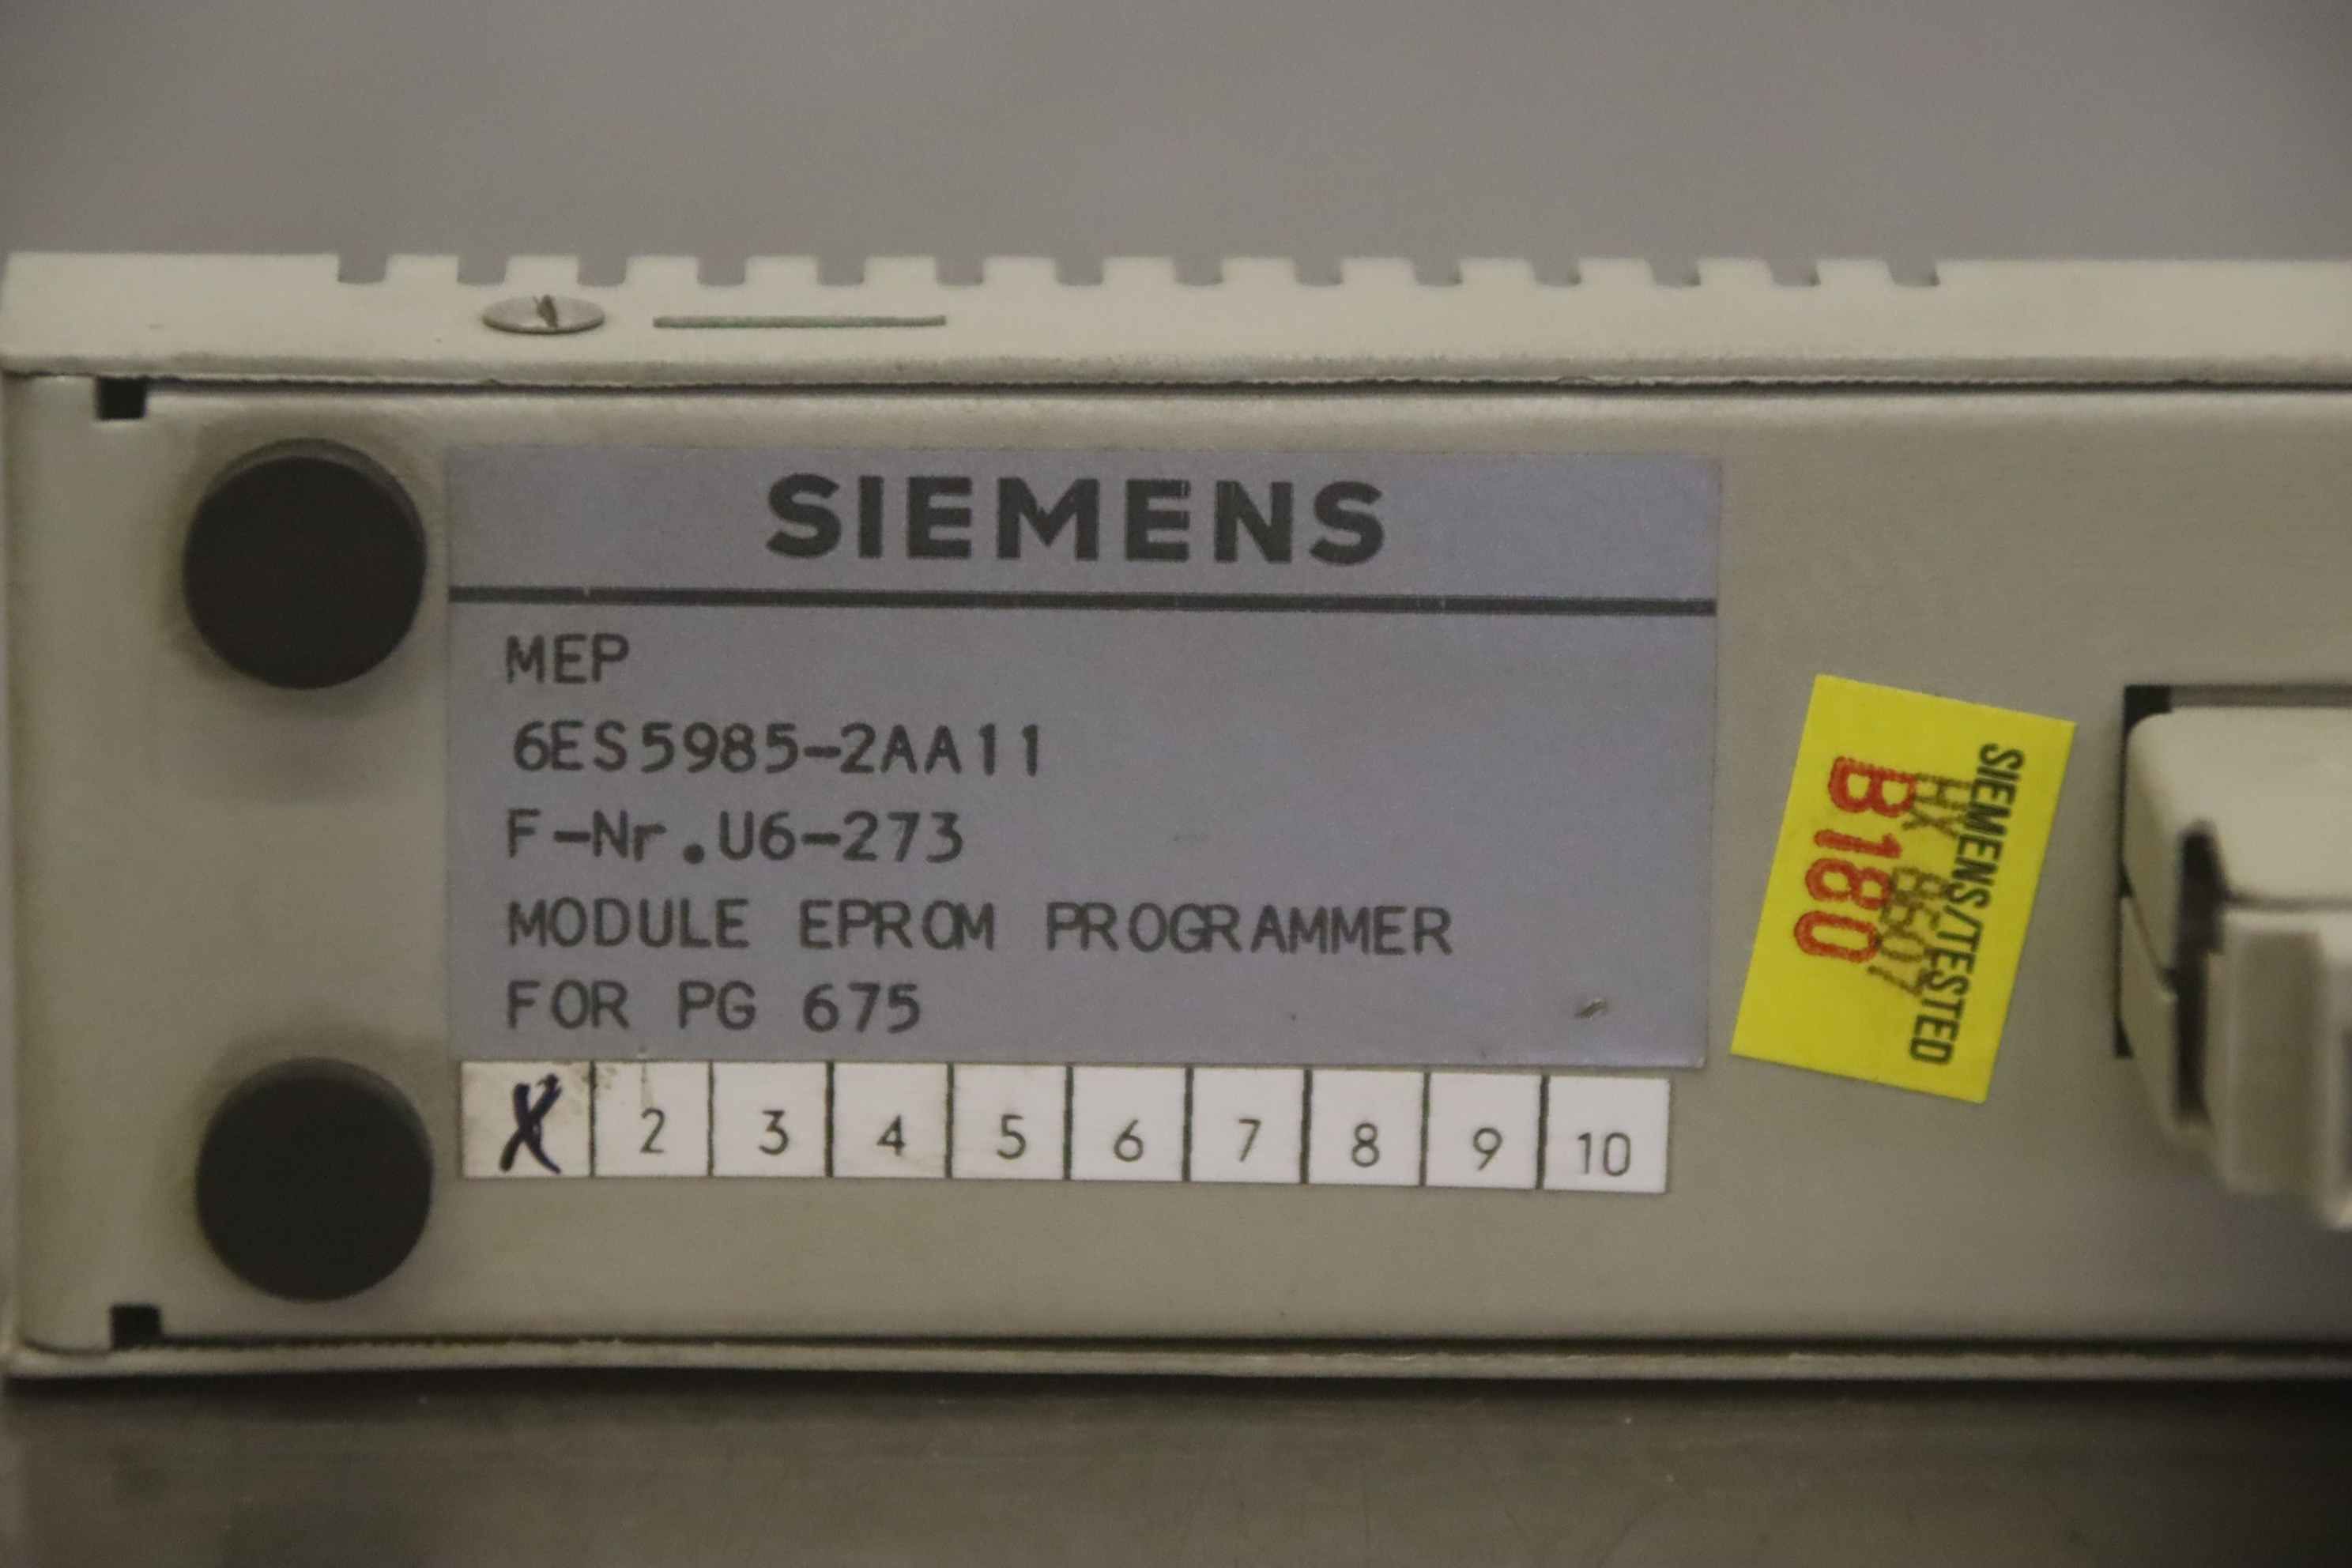 SIEMENS
MEP
6ES5985-2AA11
F-Nr.U6-273
MODULE EPROM PROGRAMMER
FOR PG 675
X 2 3 4 5 6 7 8 9 10
SIEMENS/TESTED
B180